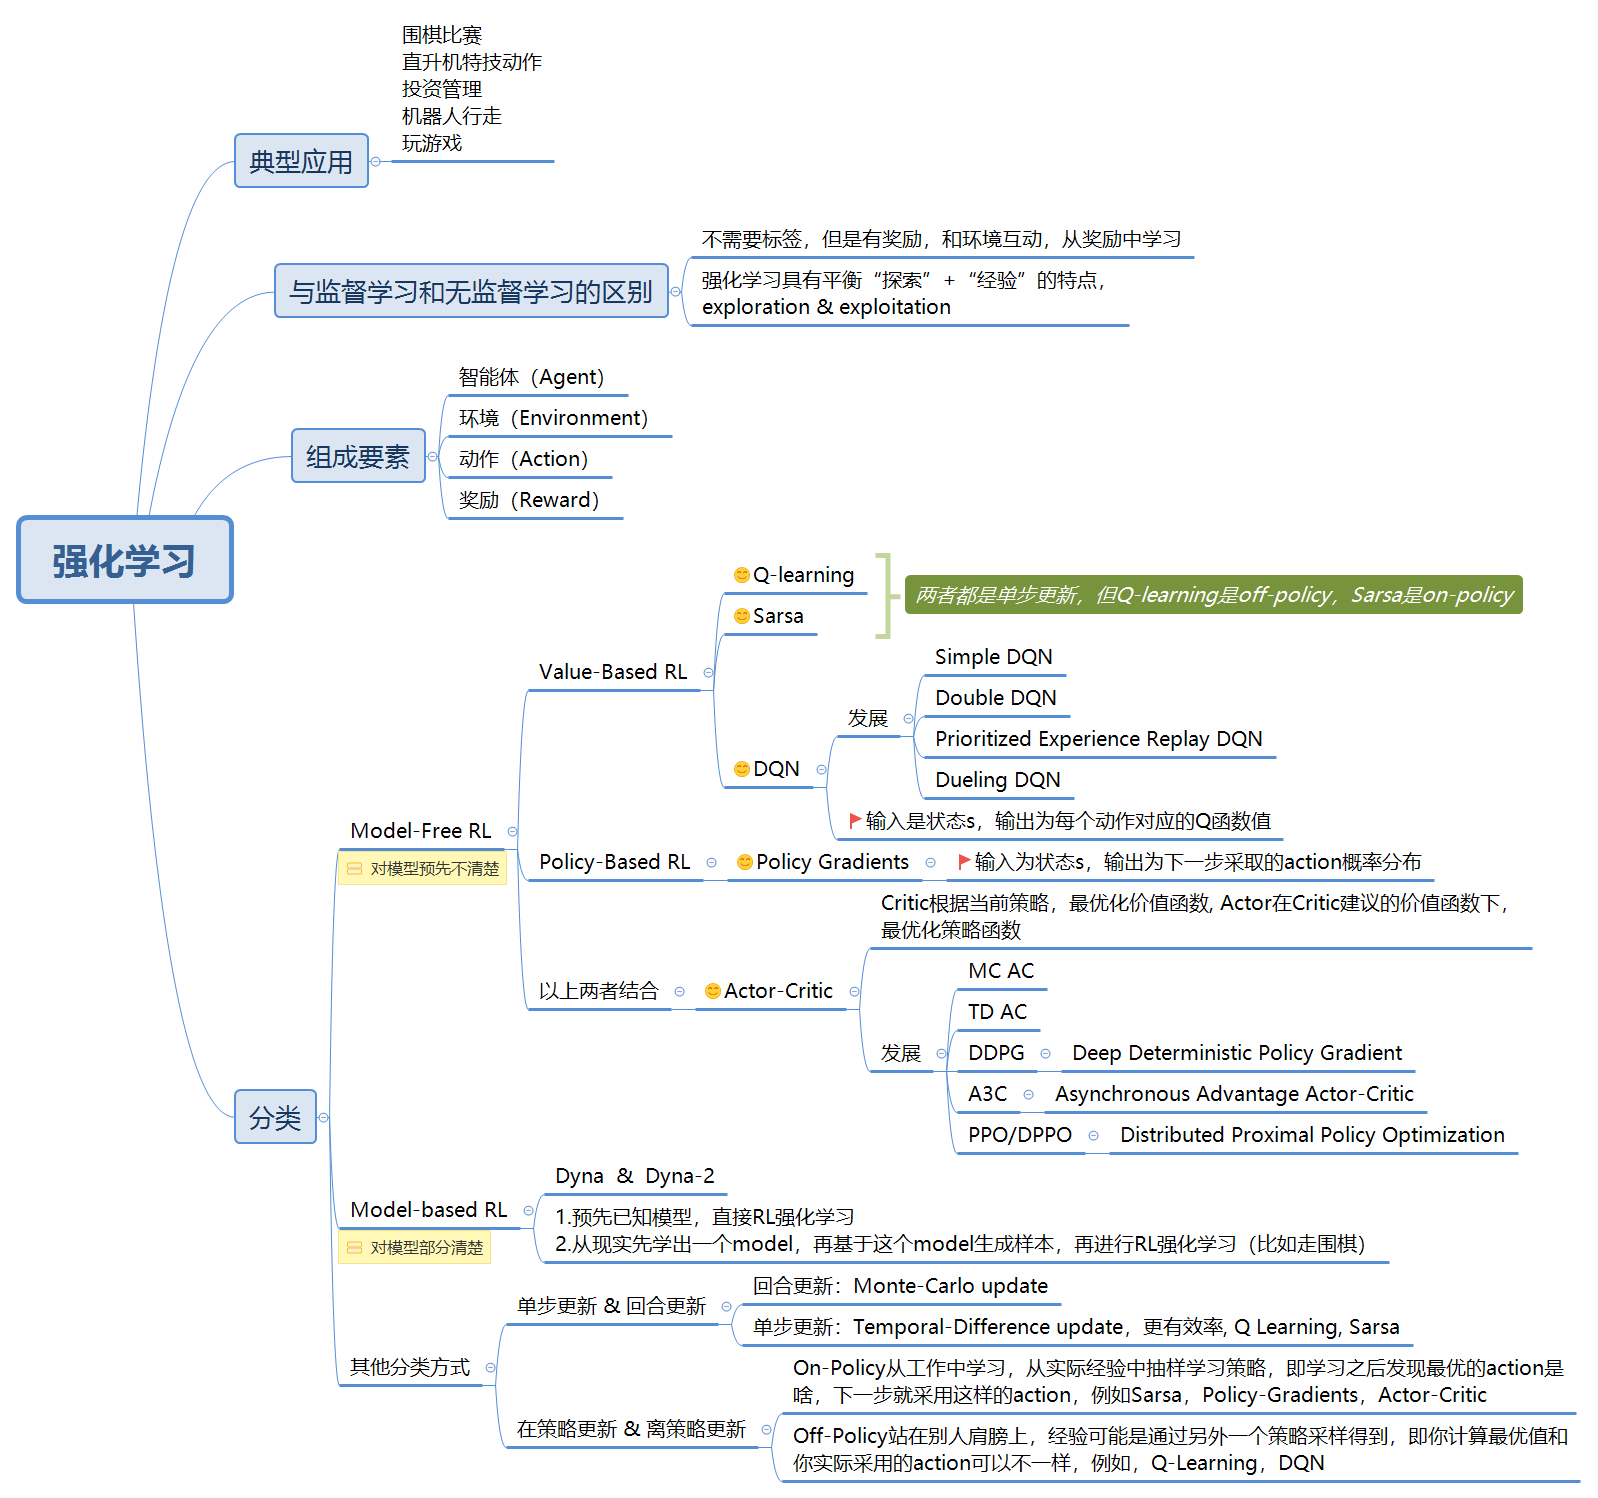 强化学习
典型应用
围棋比赛
直升机特技动作
投资管理
机器人行走
玩游戏
与监督学习和无监督学习的区别
不需要标签，但是有奖励，和环境互动，从奖励中学习
强化学习具有平衡“探索”+“经验”的特点，
exploration & exploitation
组成要素
智能体（Agent）
环境（Environment）
动作（Action）
奖励（Reward）
分类
Model-Free RL
对模型预先不清楚
Value-Based RL
Q-learning
Sarsa
两者都是单步更新，但Q-learning是off-policy，Sarsa是on-policy
DQN
发展
Simple DQN
Double DQN
Prioritized Experience Replay DQN
Dueling DQN
输入是状态s，输出为每个动作对应的Q函数值
Policy-Based RL
Policy Gradients
输入为状态s，输出为下一步采取的action概率分布
以上两者结合
Actor-Critic
Critic根据当前策略，最优化价值函数, Actor在Critic建议的价值函数下，
最优化策略函数
发展
MC AC
TD AC
DDPG
Deep Deterministic Policy Gradient
A3C
Asynchronous Advantage Actor-Critic
PPO/DPPO
Distributed Proximal Policy Optimization
Model-based RL
对模型部分清楚
Dyna & Dyna-2
1.预先已知模型，直接RL强化学习
2.从现实先学出一个model，再基于这个model生成样本，再进行RL强化学习（比如走围棋）
其他分类方式
单步更新 & 回合更新
回合更新：Monte-Carlo update
单步更新：Temporal-Difference update，更有效率, Q Learning, Sarsa
在策略更新 & 离策略更新
On-Policy从工作中学习，从实际经验中抽样学习策略，即学习之后发现最优的action是
啥，下一步就采用这样的action，例如Sarsa，Policy-Gradients，Actor-Critic
Off-Policy站在别人肩膀上，经验可能是通过另外一个策略采样得到，即你计算最优值和
你实际采用的action可以不一样，例如，Q-Learning，DQN